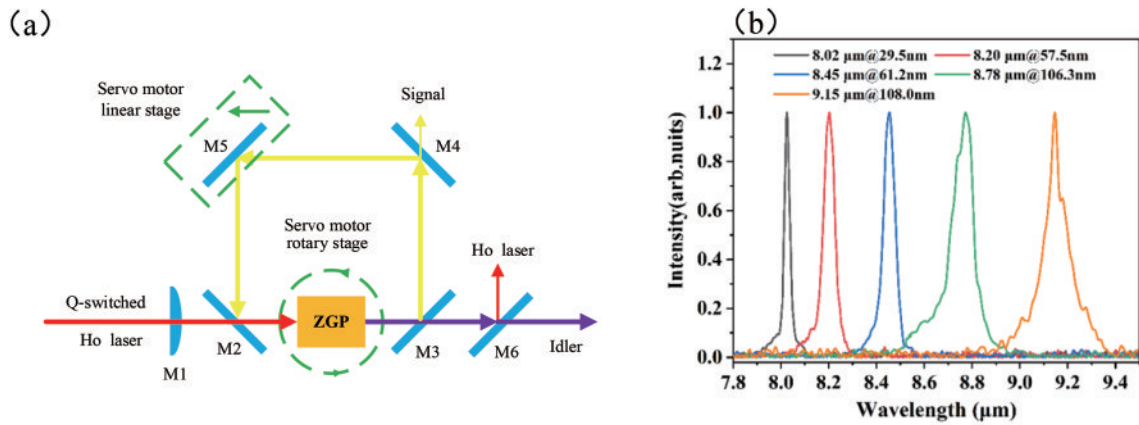 (a)
Servo motor
linear stage
Signal
M5
M4
Servo motor
rotary stage
Ho laser
Q-switched
ZGP
Ho laser
M2
M3
M6
Idler
M1
(b)
8.02 μm@29.5nm
8.20 μm@57.5nm
8.45 μm@61.2nm
8.78 μm@106.3nm
9.15 μm@108.0nm
Intensity(arb.nuits)
1.2
1.0
0.8
0.6
0.4
0.2
0.0
7.8 8.0 8.2 8.4 8.6 8.8 9.0 9.2 9.4
Wavelength (μm)